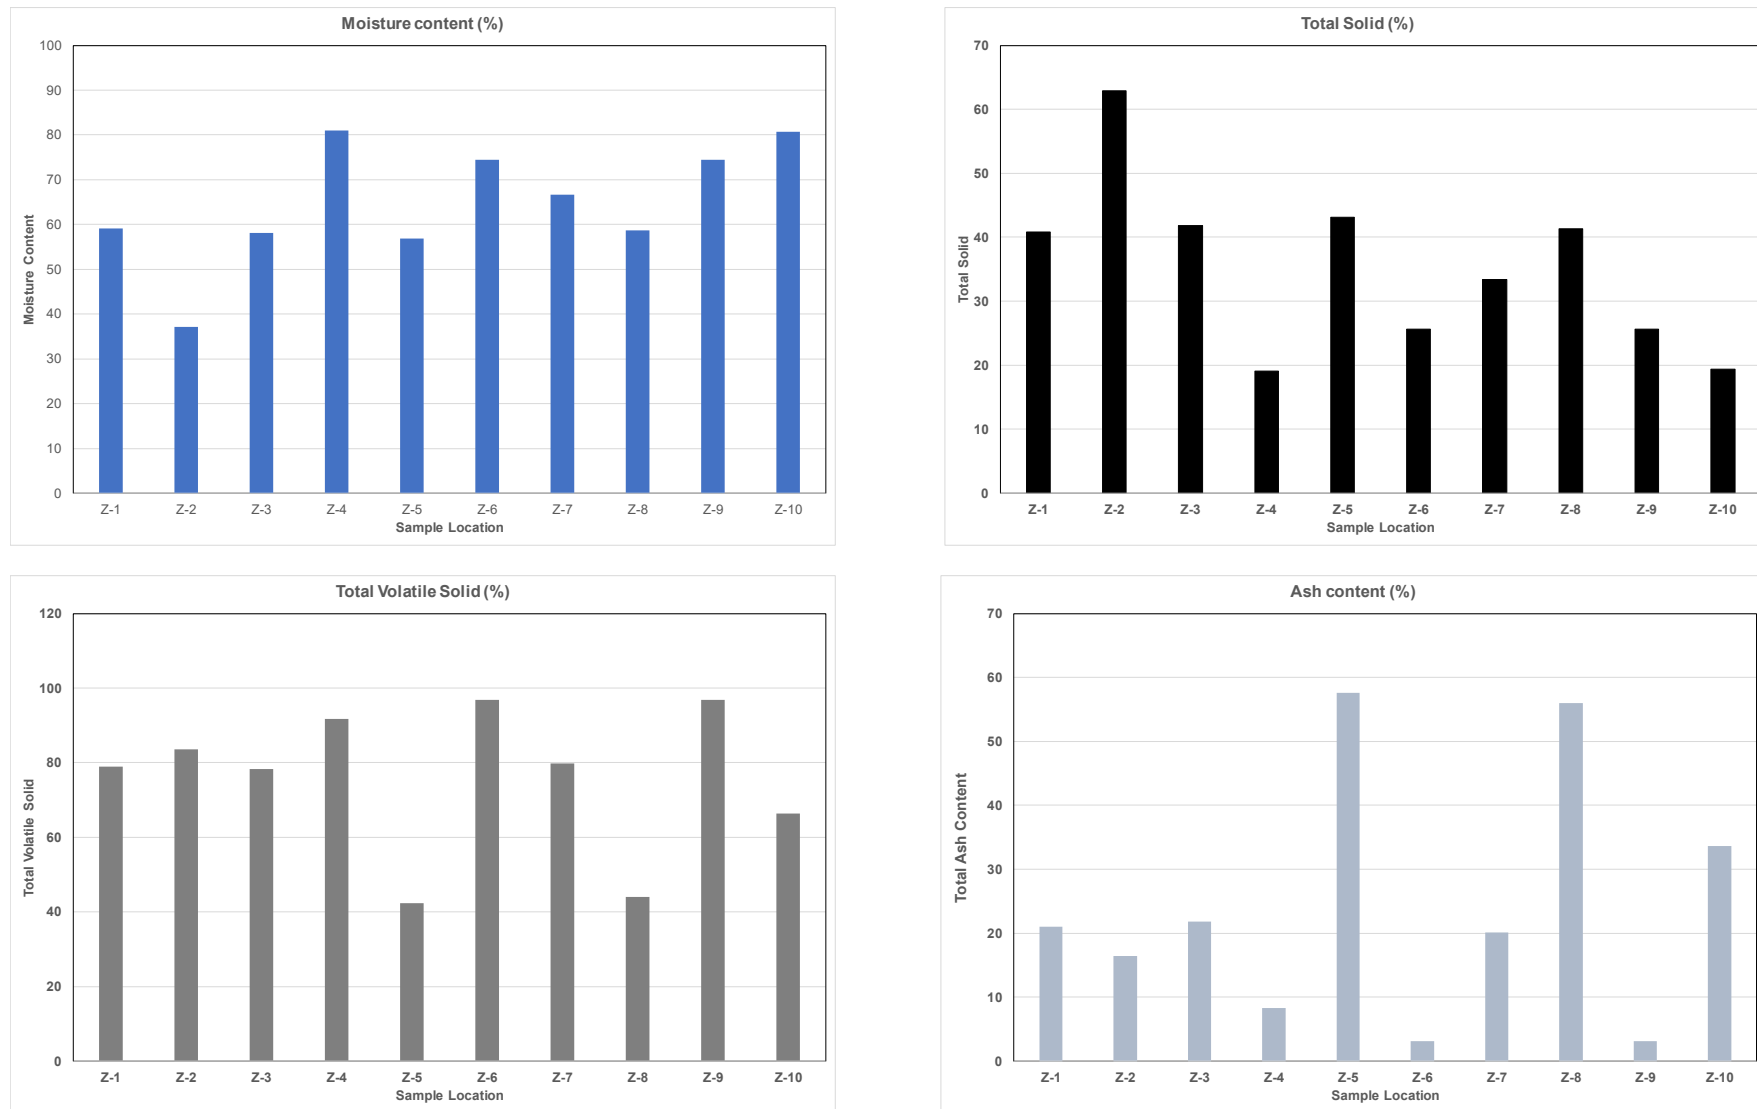 Moisture content (%)
100
90
80
70
60
50
40
30
20
10
0
Moisture Content
Z-1 Z-2 Z-3 Z-4 Z-5 Z-6 Z-7 Z-8 Z-9 Z-10
Sample Location
Total Solid (%)
70
60
50
40
30
20
10
0
Total Solid
Z-1 Z-2 Z-3 Z-4 Z-5 Z-6 Z-7 Z-8 Z-9 Z-10
Sample Location
Total Volatile Solid (%)
120
100
80
60
40
20
0
Total Volatile Solid
Z-1 Z-2 Z-3 Z-4 Z-5 Z-6 Z-7 Z-8 Z-9 Z-10
Sample Location
Ash content (%)
70
60
50
40
30
20
10
0
Total Ash Content
Z-1 Z-2 Z-3 Z-4 Z-5 Z-6 Z-7 Z-8 Z-9 Z-10
Sample Location